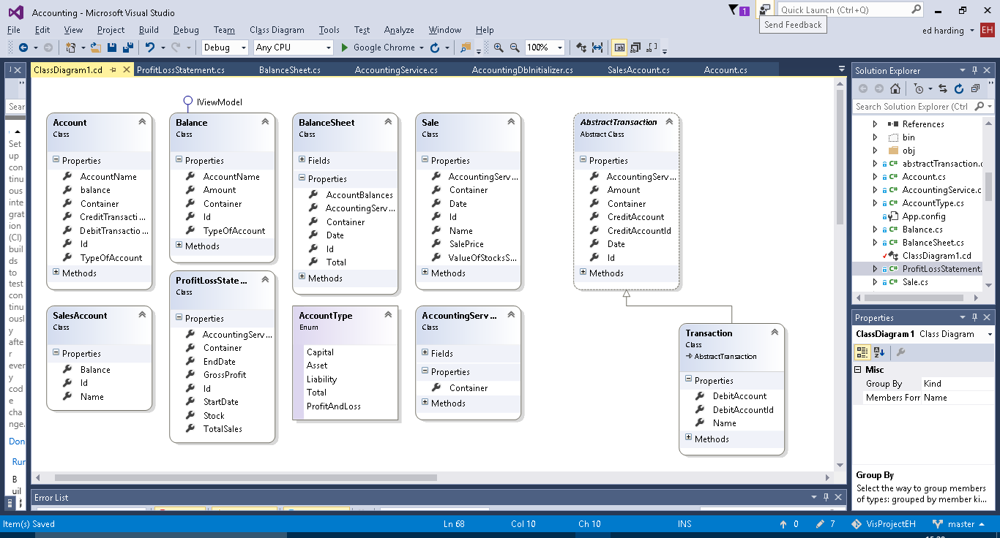 Accounting - Microsoft Visual Studio
1
Quick Launch (Ctrl+Q)
Send Feedback
File Edit View Project Build Debug Team Class Diagram Tools Test Analyze Window Help
ed harding
EH
Debug
Any CPU
Google Chrome
100%
ClassDiagram1.cd
ProfitLossStatement.cs
BalanceSheet.cs
AccountingService.cs
AccountingDbInitializer.cs
SalesAccount.cs
Account.cs
Sear
Set
up
con
tinu
ous
inte
grat
ion
(CI)
buil
ds
to
test
con
tinu
ousl
y
afte
r
ever
y
cod
e
cha
nge.
Don
Run
B
uil
IViewModel
Account
Class
Properties
AccountName
balance
Container
CreditTransacti...
DebitTransactio...
Id
TypeOfAccount
Methods
Balance
Class
Properties
AccountName
Amount
Container
Id
TypeOfAccount
Methods
BalanceSheet
Class
Fields
Properties
AccountBalances
AccountingServ...
Container
Date
Id
Total
Methods
Sale
Class
Properties
AccountingServ...
Container
Date
Id
Name
SalePrice
ValueOfStocksS...
Methods
AbstractTransaction
Abstract Class
Properties
AccountingServ...
Amount
Container
CreditAccount
CreditAccountId
Date
Id
Methods
SalesAccount
Class
Properties
Balance
Id
Name
ProfitLossState...
Class
Properties
AccountingServ...
Container
EndDate
GrossProfit
Id
StartDate
Stock
TotalSales
AccountType
Enum
Capital
Asset
Liability
Total
ProfitAndLoss
AccountingServ...
Class
Fields
Properties
Container
Methods
Transaction
Class
AbstractTransaction
Properties
DebitAccount
DebitAccountId
Name
Methods
Solution Explorer
Search Solution Explorer (Ctrl
References
bin
obj
C# abstractTransaction.c
C# Account.cs
C# AccountingService.c
C# AccountType.cs
App.config
C# Balance.cs
C# BalanceSheet.cs
ClassDiagram1.cd
C# ProfitLossStatement.
C# Sale.cs
Properties
ClassDiagram1 Class Diagram
Misc
Group By Kind
Members Forr Name
Group By
Select the way to group members
of types: grouped by member ki...
Error List
Item(s) Saved
Ln 68
Col 10
Ch 10
INS
0
7
VisProjectEH
master